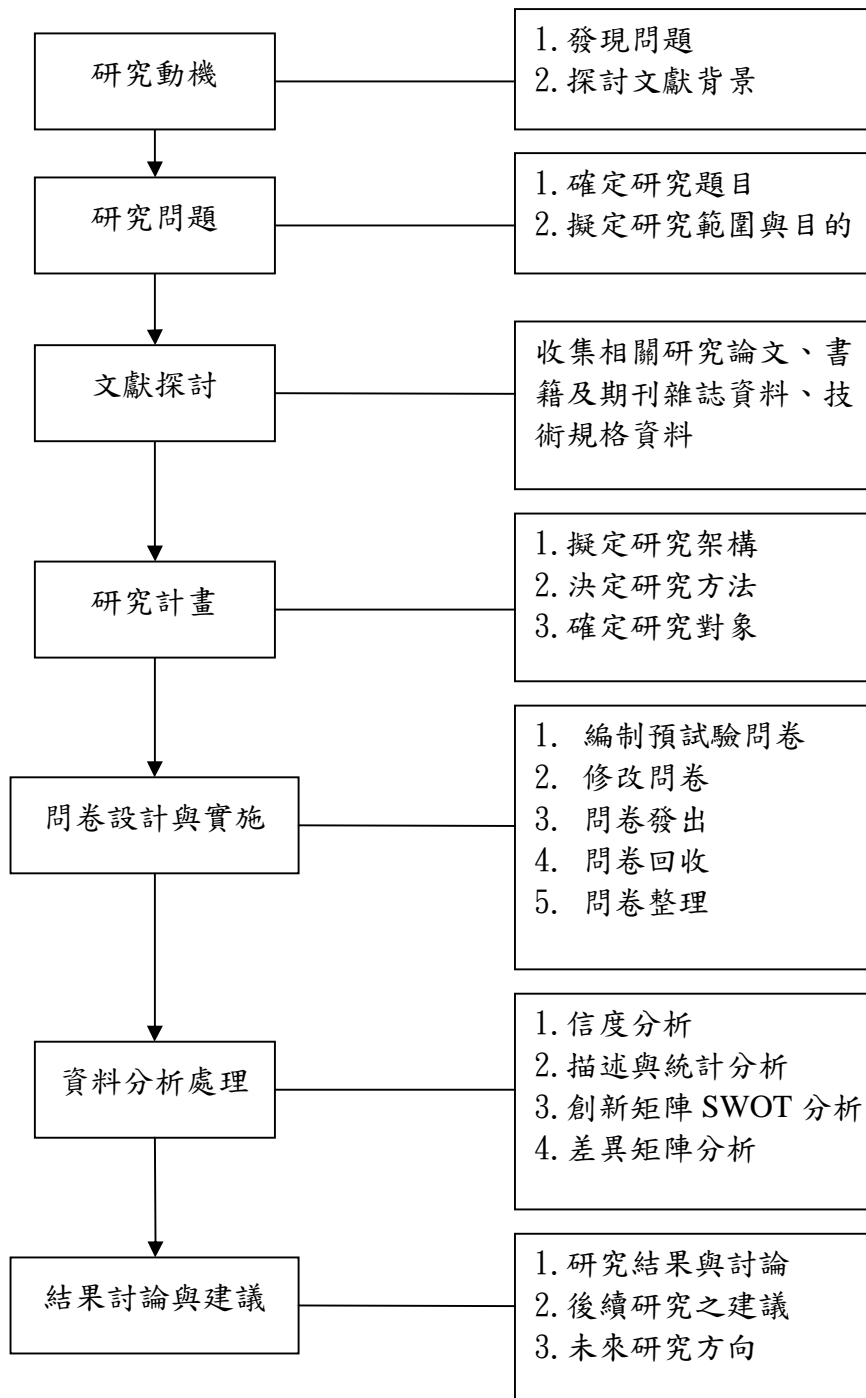 研究動機
1.發現問題
2.探討文獻背景
研究問題
1.確定研究題目
2.擬定研究範圍與目的
文獻探討
收集相關研究論文、書
籍及期刊雜誌資料、技
術規格資料
研究計畫
1.擬定研究架構
2.決定研究方法
3.確定研究對象
問卷設計與實施
1. 編制預試驗問卷
2. 修改問卷
3. 問卷發出
4. 問卷回收
5. 問卷整理
資料分析處理
1.信度分析
2.描述與統計分析
3.創新矩陣 SWOT 分析
4.差異矩陣分析
結果討論與建議
1.研究結果與討論
2.後續研究之建議
3.未來研究方向